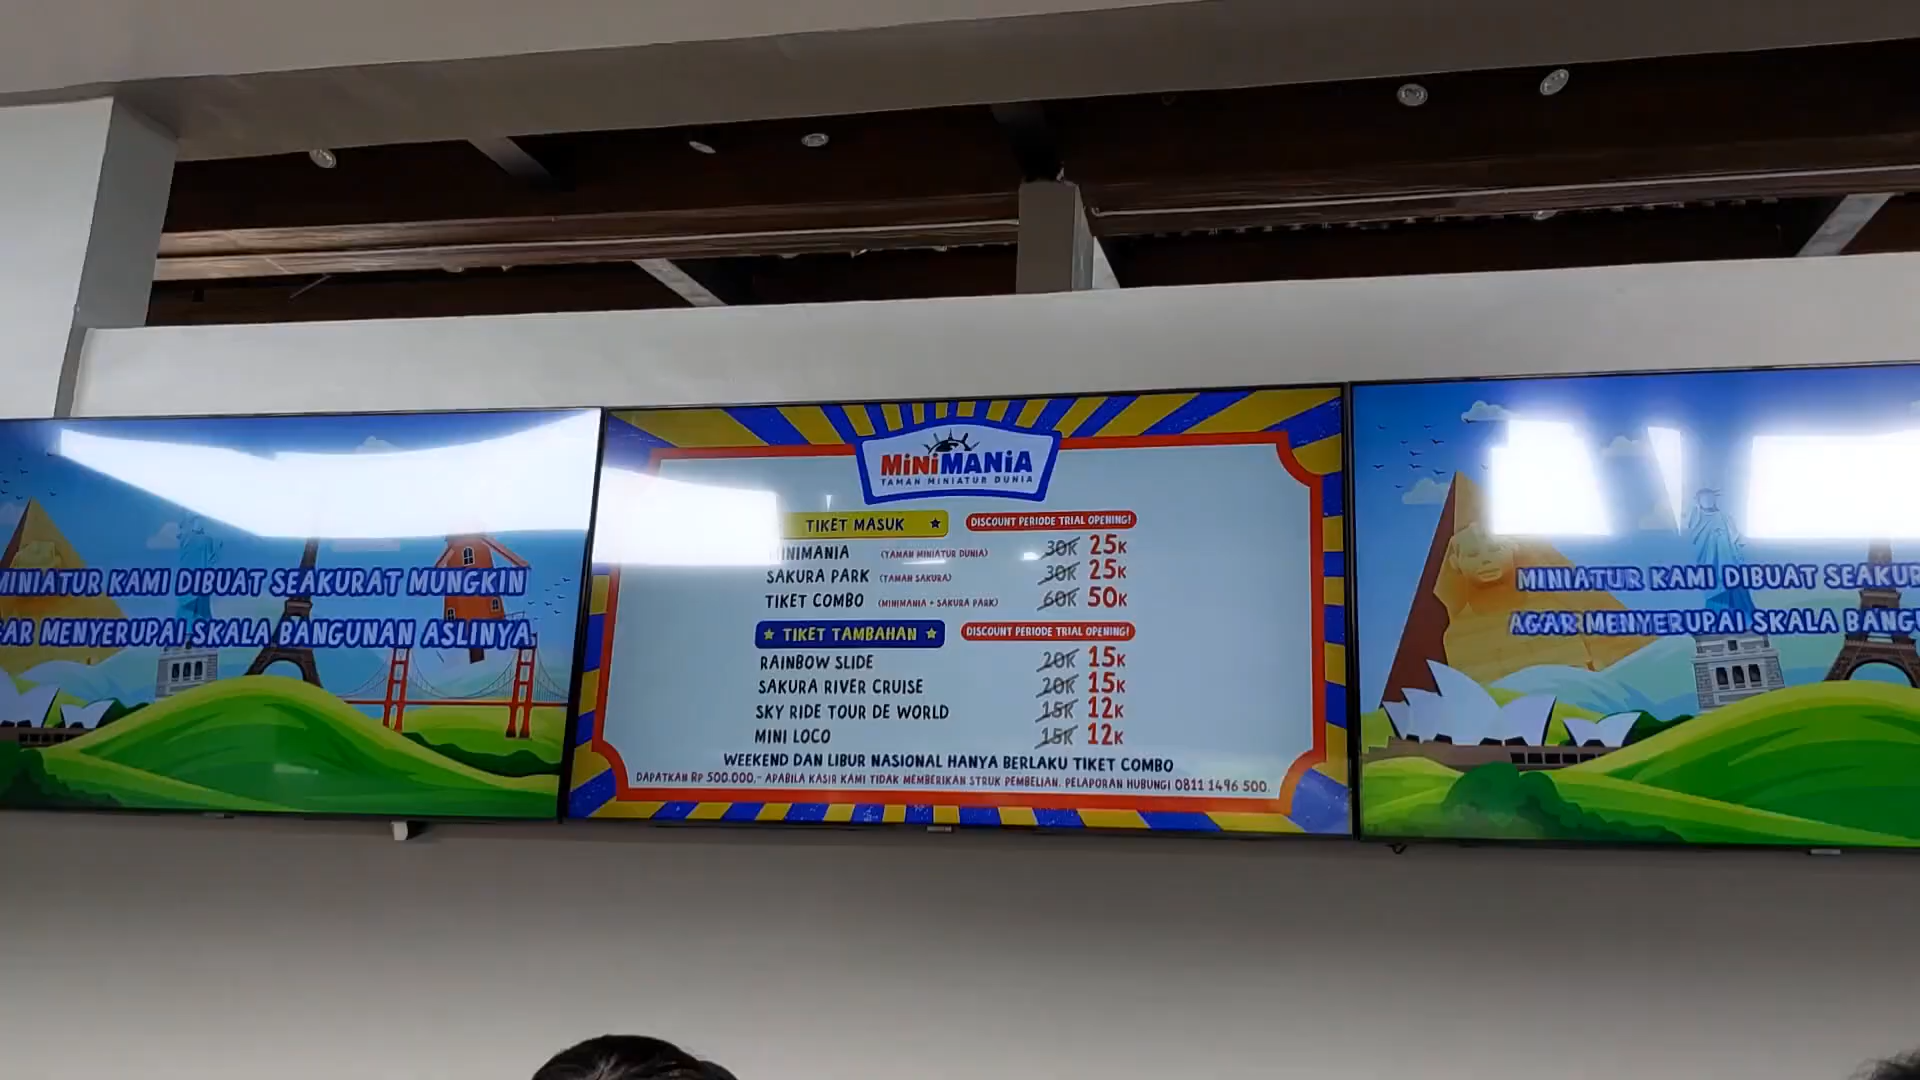 MINIATUR KAMI DIBUAT SEAKURAT MUNGKIN
AGAR MENYERUPAI SKALA BANGUNAN ASLINYA
MiNiMANiA
TAMAN MINIATUR DUNIA
TIKET MASUK DISCOUNT PERIODE TRIAL OPENING!
MINIMANIA (TAMAN MINIATUR DUNIA) 30K 25K
SAKURA PARK (TAMAN SAKURA) 30K 25K
TIKET COMBO (MINIMANIA + SAKURA PARK) 60K 50K
TIKET TAMBAHAN DISCOUNT PERIODE TRIAL OPENING!
RAINBOW SLIDE 20K 15K
SAKURA RIVER CRUISE 20K 15K
SKY RIDE TOUR DE WORLD 15K 12K
MINI LOCO 15K 12K
WEEKEND DAN LIBUR NASIONAL HANYA BERLAKU TIKET COMBO
DAPATKAN Rp 500.000,- APABILA KASIR KAMI TIDAK MEMBERIKAN STRUK PEMBELIAN. PELAPORAN HUBUNGI 0811 1496 500.
MINIATUR KAMI DIBUAT SEAKUR
AGAR MENYERUPAI SKALA BANGU